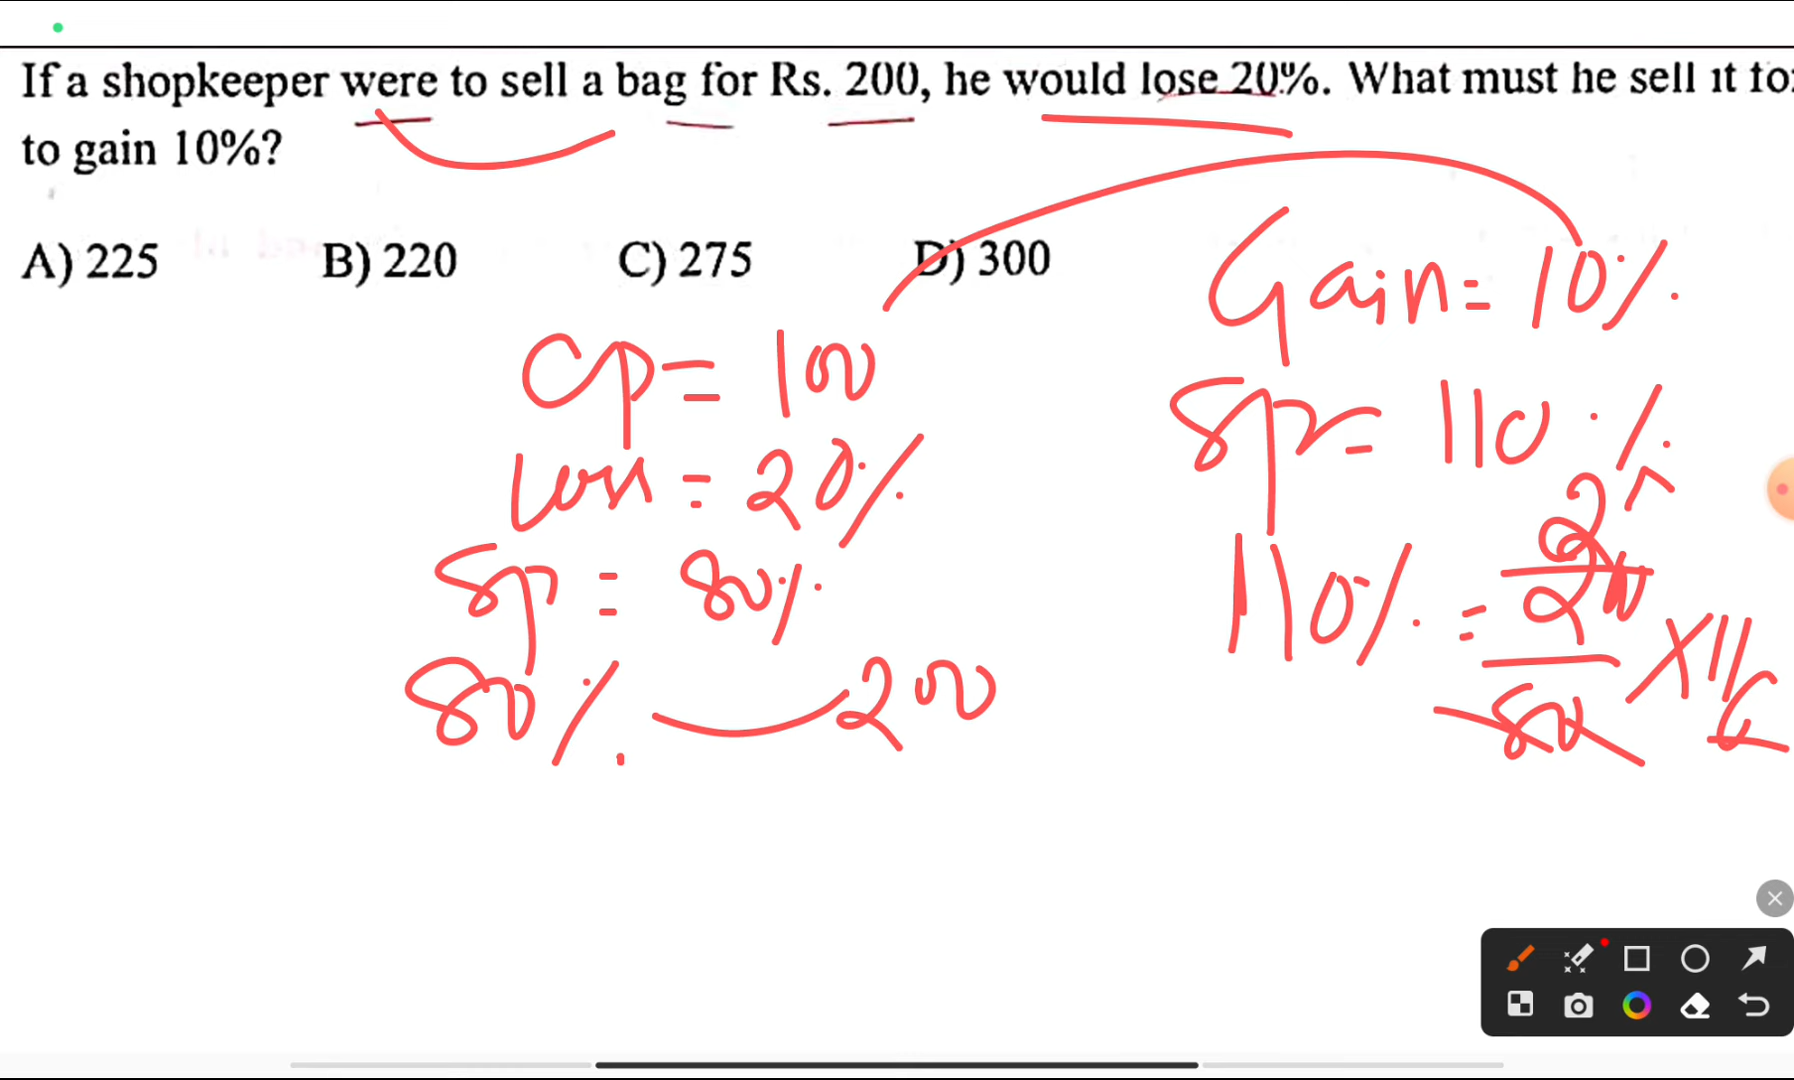 If a shopkeeper were to sell a bag for Rs. 200, he would lose 20%. What must he sell it fo
to gain 10%?
A) 225 B) 220 C) 275 D) 300
Gain = 10%.
CP = 100
SP = 110%.
Loss = 20%
SP = 80%
110% = 200
80
80%. 200